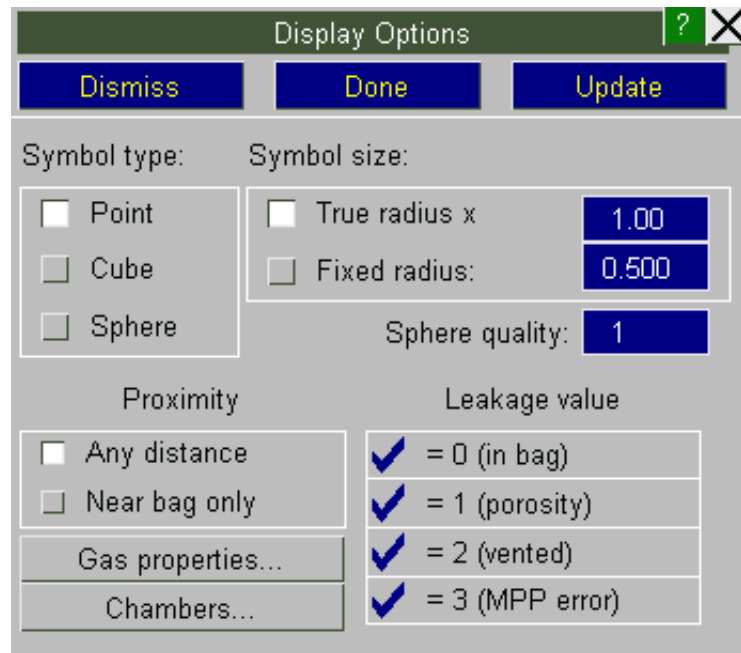 Display Options ?
Dismiss Done Update
Symbol type: Symbol size:
Point True radius x 1.00
Cube Fixed radius: 0.500
Sphere Sphere quality: 1
Proximity Leakage value
Any distance = 0 (in bag)
Near bag only = 1 (porosity)
Gas properties... = 2 (vented)
Chambers... = 3 (MPP error)